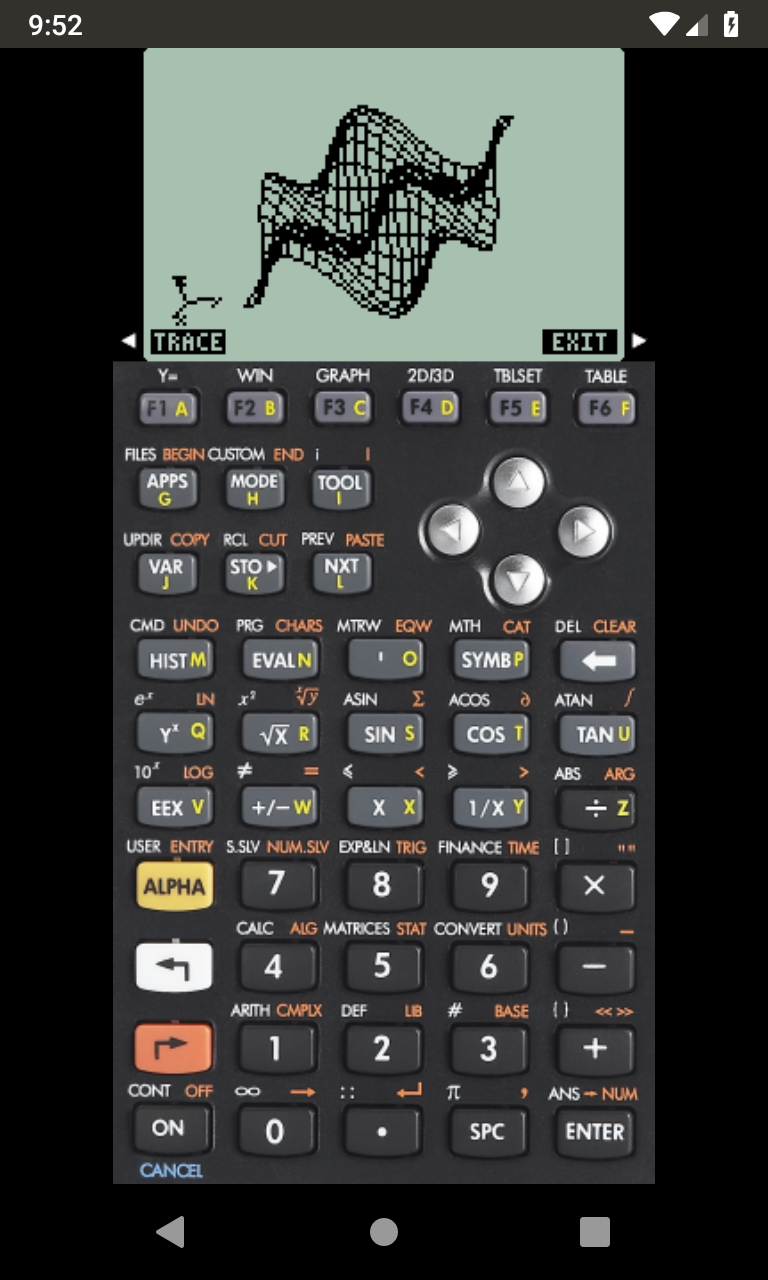 9:52
TRACE EXIT
Y= WIN GRAPH 2D/3D TBLSET TABLE
F1 A F2 B F3 C F4 D F5 E F6 F
FILES BEGIN CUSTOM END i I
APPS MODE TOOL
G H I
UPDIR COPY RCL CUT PREV PASTE
VAR STO▶ NXT
J K L
CMD UNDO PRG CHARS MTRW EQW MTH CAT DEL CLEAR
HIST M EVAL N ' O SYMB P
eˣ LN x² ˣ√y ASIN Σ ACOS ∂ ATAN ∫
Yˣ Q √X R SIN S COS T TAN U
10ˣ LOG ≠ = ≤ < ≥ > ABS ARG
EEX V +/− W X X 1/X Y ÷ Z
USER ENTRY S.SLV NUM.SLV EXP&LN TRIG FINANCE TIME [ ] " "
ALPHA 7 8 9 ×
CALC ALG MATRICES STAT CONVERT UNITS ( ) _
4 5 6 −
ARITH CMPLX DEF LIB # BASE { } << >>
1 2 3 +
CONT OFF ∞ → : : ↵ π , ANS → NUM
ON 0 . SPC ENTER
CANCEL